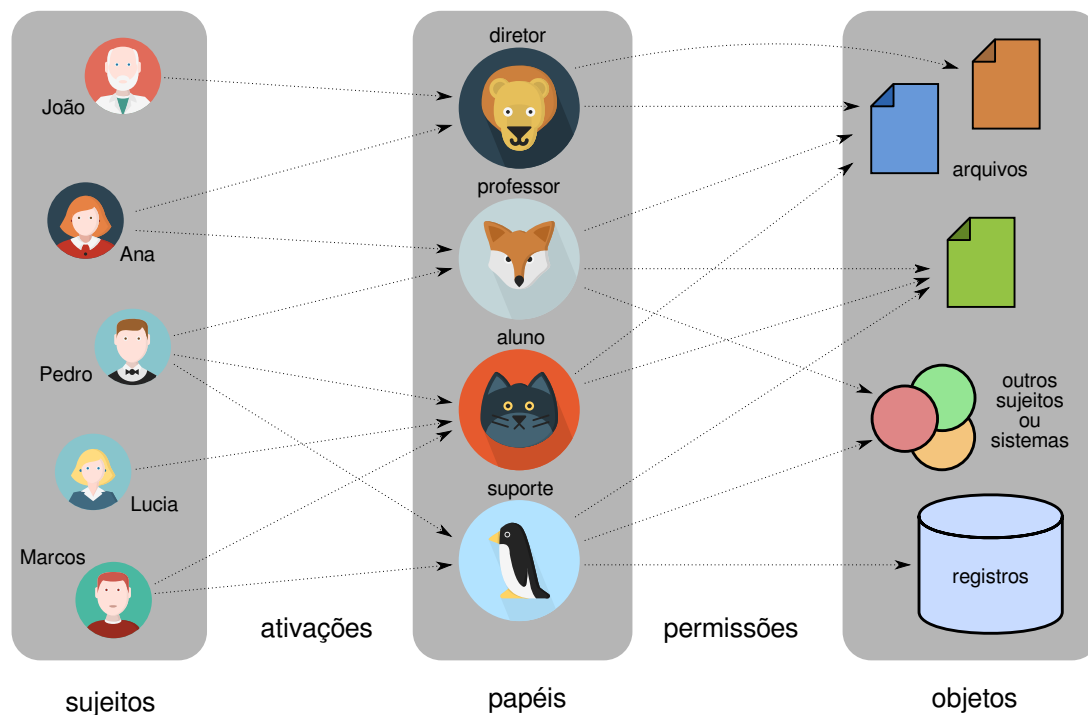 João
Ana
Pedro
Lucia
Marcos
ativações
sujeitos
diretor
professor
aluno
suporte
papéis
permissões
arquivos
outros
sujeitos
ou
sistemas
registros
objetos